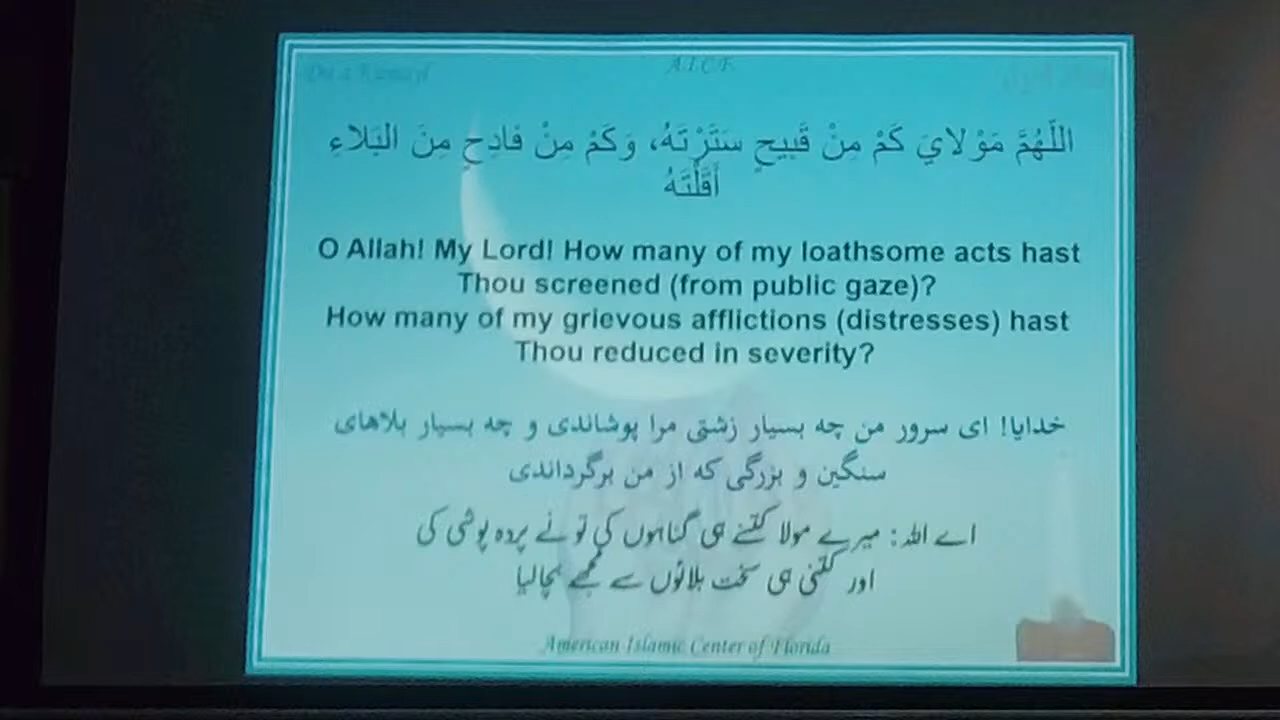 Du'a Kumayl
A.I.C.F.
اللّهُمَّ مَوْلايَ كَمْ مِنْ قَبِيحٍ سَتَرْتَهُ، وَكَمْ مِنْ فادِحٍ مِنَ البَلاءِ
أَقَلْتَهُ
O Allah! My Lord! How many of my loathsome acts hast
Thou screened (from public gaze)?
How many of my grievous afflictions (distresses) hast
Thou reduced in severity?
خدایا! ای سرور من چه بسیار زشتی مرا پوشاندی و چه بسیار بلاهای
سنگین و بزرگی که از من برگرداندی
اے اللہ: میرے مولا کتنے ہی گناہوں کی تو نے پردہ پوشی کی
اور کتنی ہی سخت بلائوں سے مجھے بچالیا
American Islamic Center of Florida